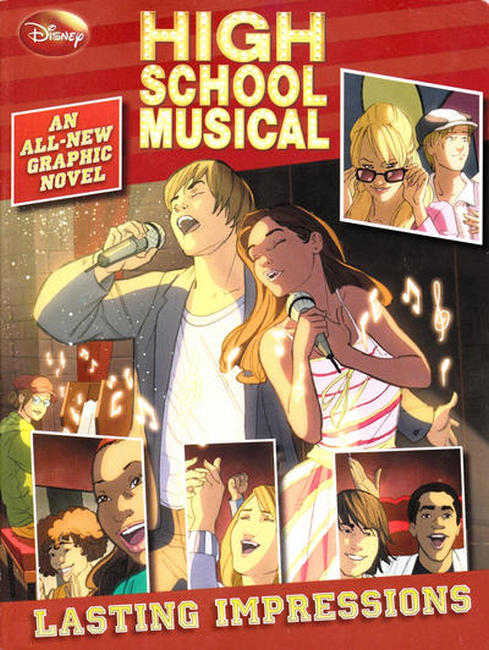 Disney
HIGH
SCHOOL
MUSICAL
AN
ALL-NEW
GRAPHIC
NOVEL
LASTING IMPRESSIONS